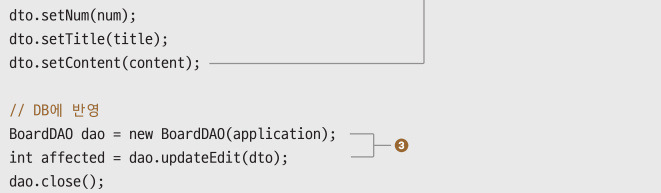 dto.setNum(num);
dto.setTitle(title);
dto.setContent(content);
// DB에 반영
BoardDAO dao = new BoardDAO(application);
int affected = dao.updateEdit(dto);
❸
dao.close();